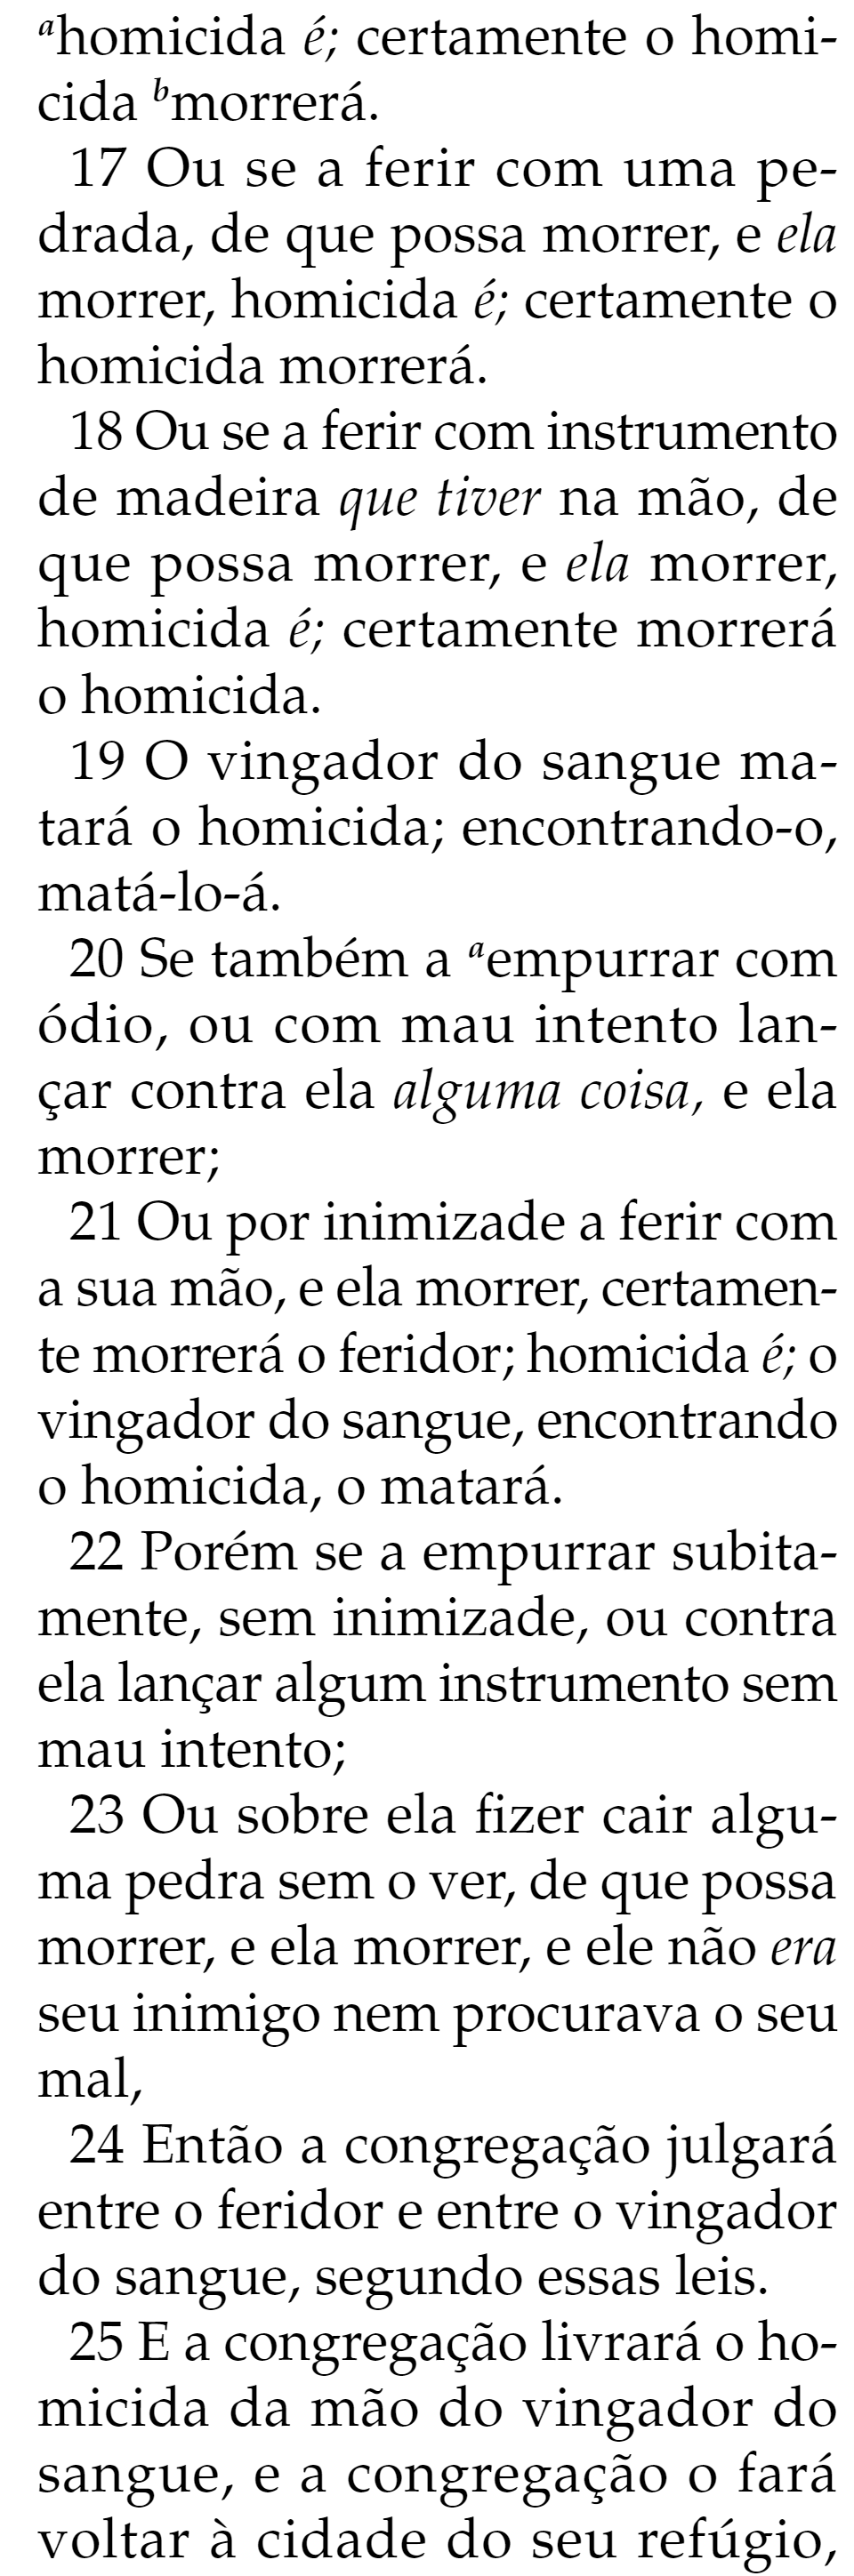 ahomicida é; certamente o homi-
cida bmorrerá.
17 Ou se a ferir com uma pe-
drada, de que possa morrer, e ela
morrer, homicida é; certamente o
homicida morrerá.
18 Ou se a ferir com instrumento
de madeira que tiver na mão, de
que possa morrer, e ela morrer,
homicida é; certamente morrerá
o homicida.
19 O vingador do sangue ma-
tará o homicida; encontrando-o,
matá-lo-á.
20 Se também a aempurrar com
ódio, ou com mau intento lan-
çar contra ela alguma coisa, e ela
morrer;
21 Ou por inimizade a ferir com
a sua mão, e ela morrer, certamen-
te morrerá o feridor; homicida é; o
vingador do sangue, encontrando
o homicida, o matará.
22 Porém se a empurrar subita-
mente, sem inimizade, ou contra
ela lançar algum instrumento sem
mau intento;
23 Ou sobre ela fizer cair algu-
ma pedra sem o ver, de que possa
morrer, e ela morrer, e ele não era
seu inimigo nem procurava o seu
mal,
24 Então a congregação julgará
entre o feridor e entre o vingador
do sangue, segundo essas leis.
25 E a congregação livrará o ho-
micida da mão do vingador do
sangue, e a congregação o fará
voltar à cidade do seu refúgio,